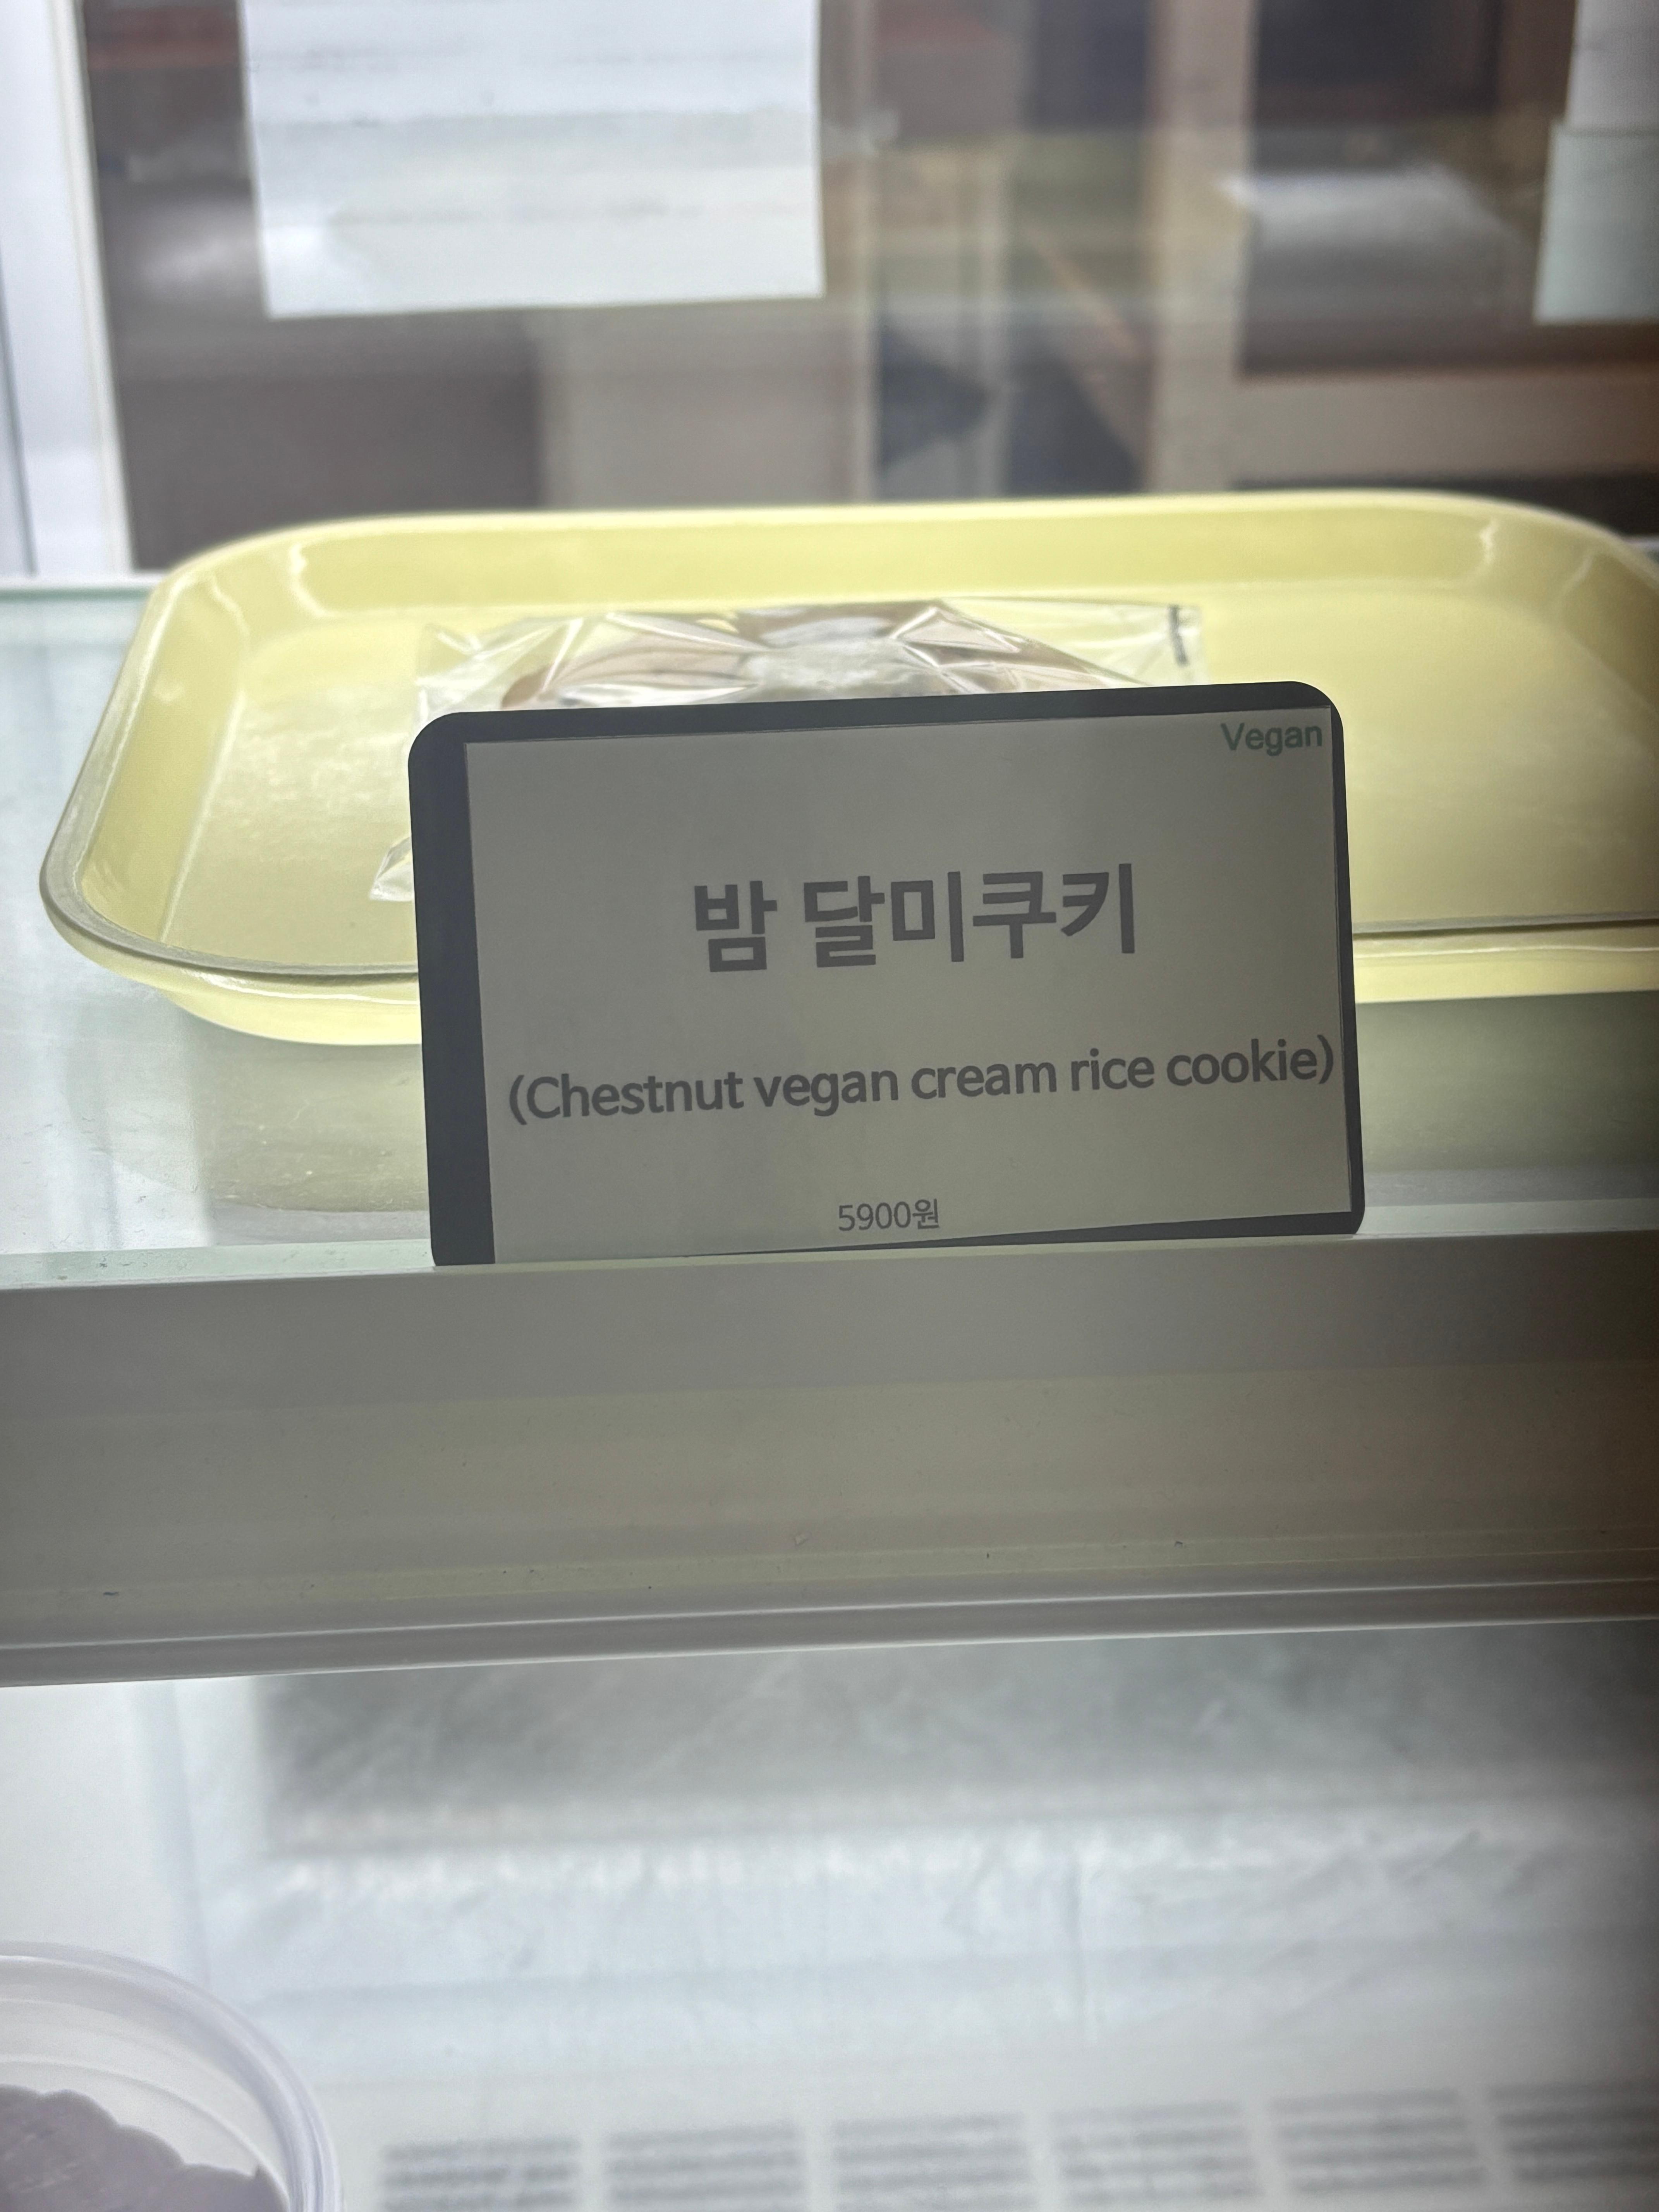 Vegan
밤 달미쿠키
(Chestnut vegan cream rice cookie)
5900원